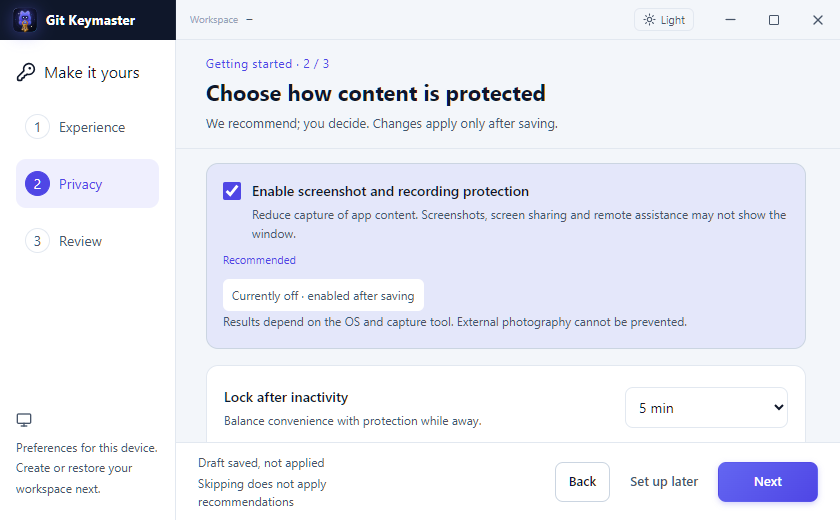 Git Keymaster
Workspace –
Light
Make it yours
1 Experience
2 Privacy
3 Review
Preferences for this device.
Create or restore your
workspace next.
Getting started · 2 / 3
Choose how content is protected
We recommend; you decide. Changes apply only after saving.
Enable screenshot and recording protection
Reduce capture of app content. Screenshots, screen sharing and remote assistance may not show the
window.
Recommended
Currently off · enabled after saving
Results depend on the OS and capture tool. External photography cannot be prevented.
Lock after inactivity
5 min
Balance convenience with protection while away.
Draft saved, not applied
Skipping does not apply
recommendations
Back
Set up later
Next